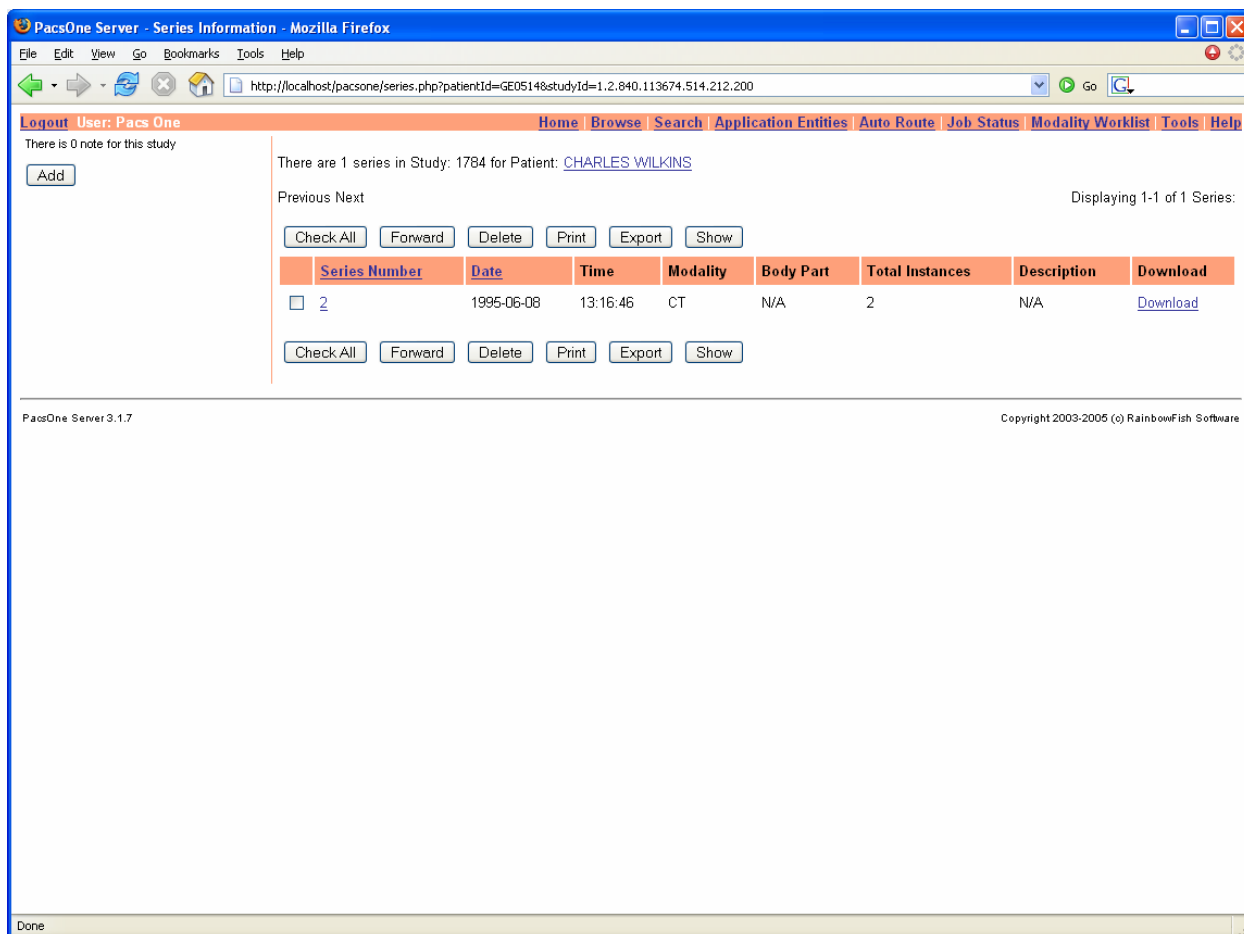 PacsOne Server - Series Information - Mozilla Firefox
File Edit View Go Bookmarks Tools Help
http://localhost/pacsone/series.php?patientId=GE0514&studyId=1.2.840.113674.514.212.200 Go G
Logout User: Pacs One Home | Browse | Search | Application Entities | Auto Route | Job Status | Modality Worklist | Tools | Help
There is 0 note for this study
Add
There are 1 series in Study: 1784 for Patient: CHARLES WILKINS
Previous Next Displaying 1-1 of 1 Series:
Check All Forward Delete Print Export Show
Series Number Date Time Modality Body Part Total Instances Description Download
2 1995-06-08 13:16:46 CT N/A 2 N/A Download
Check All Forward Delete Print Export Show
PacsOne Server 3.1.7 Copyright 2003-2005 (c) RainbowFish Software
Done